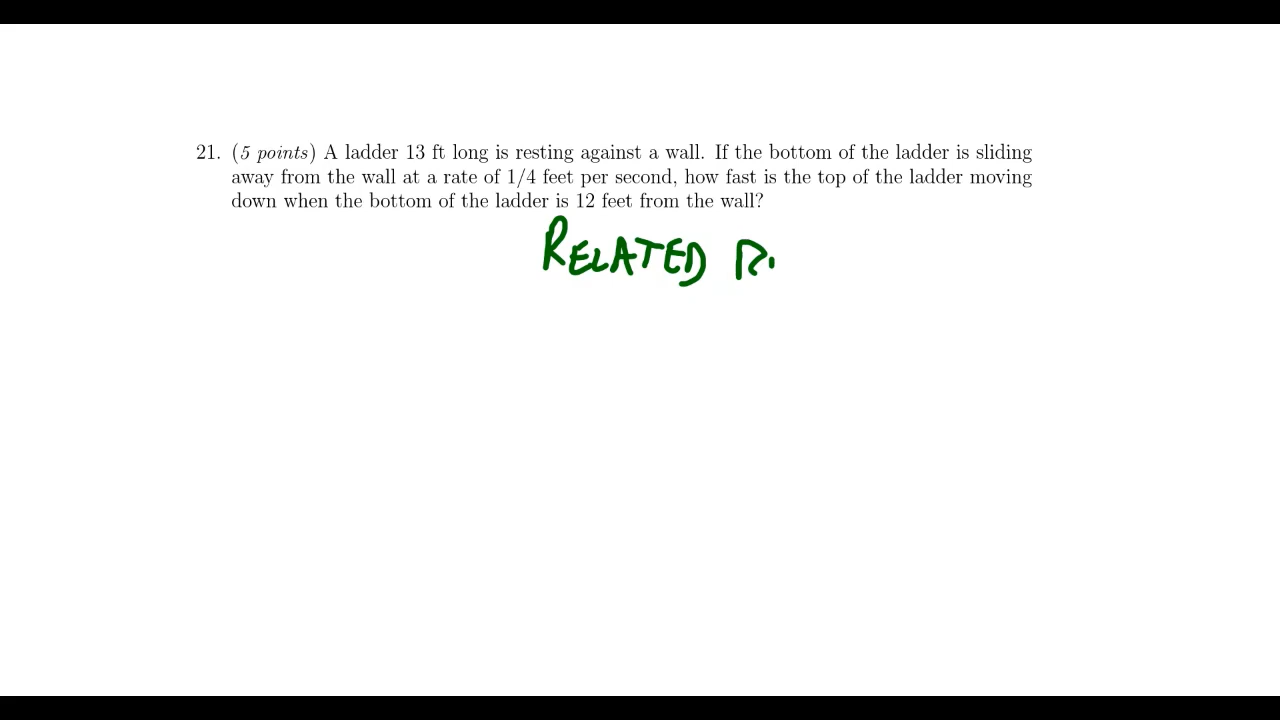 21. (5 points) A ladder 13 ft long is resting against a wall. If the bottom of the ladder is sliding
away from the wall at a rate of 1/4 feet per second, how fast is the top of the ladder moving
down when the bottom of the ladder is 12 feet from the wall?
RELATED